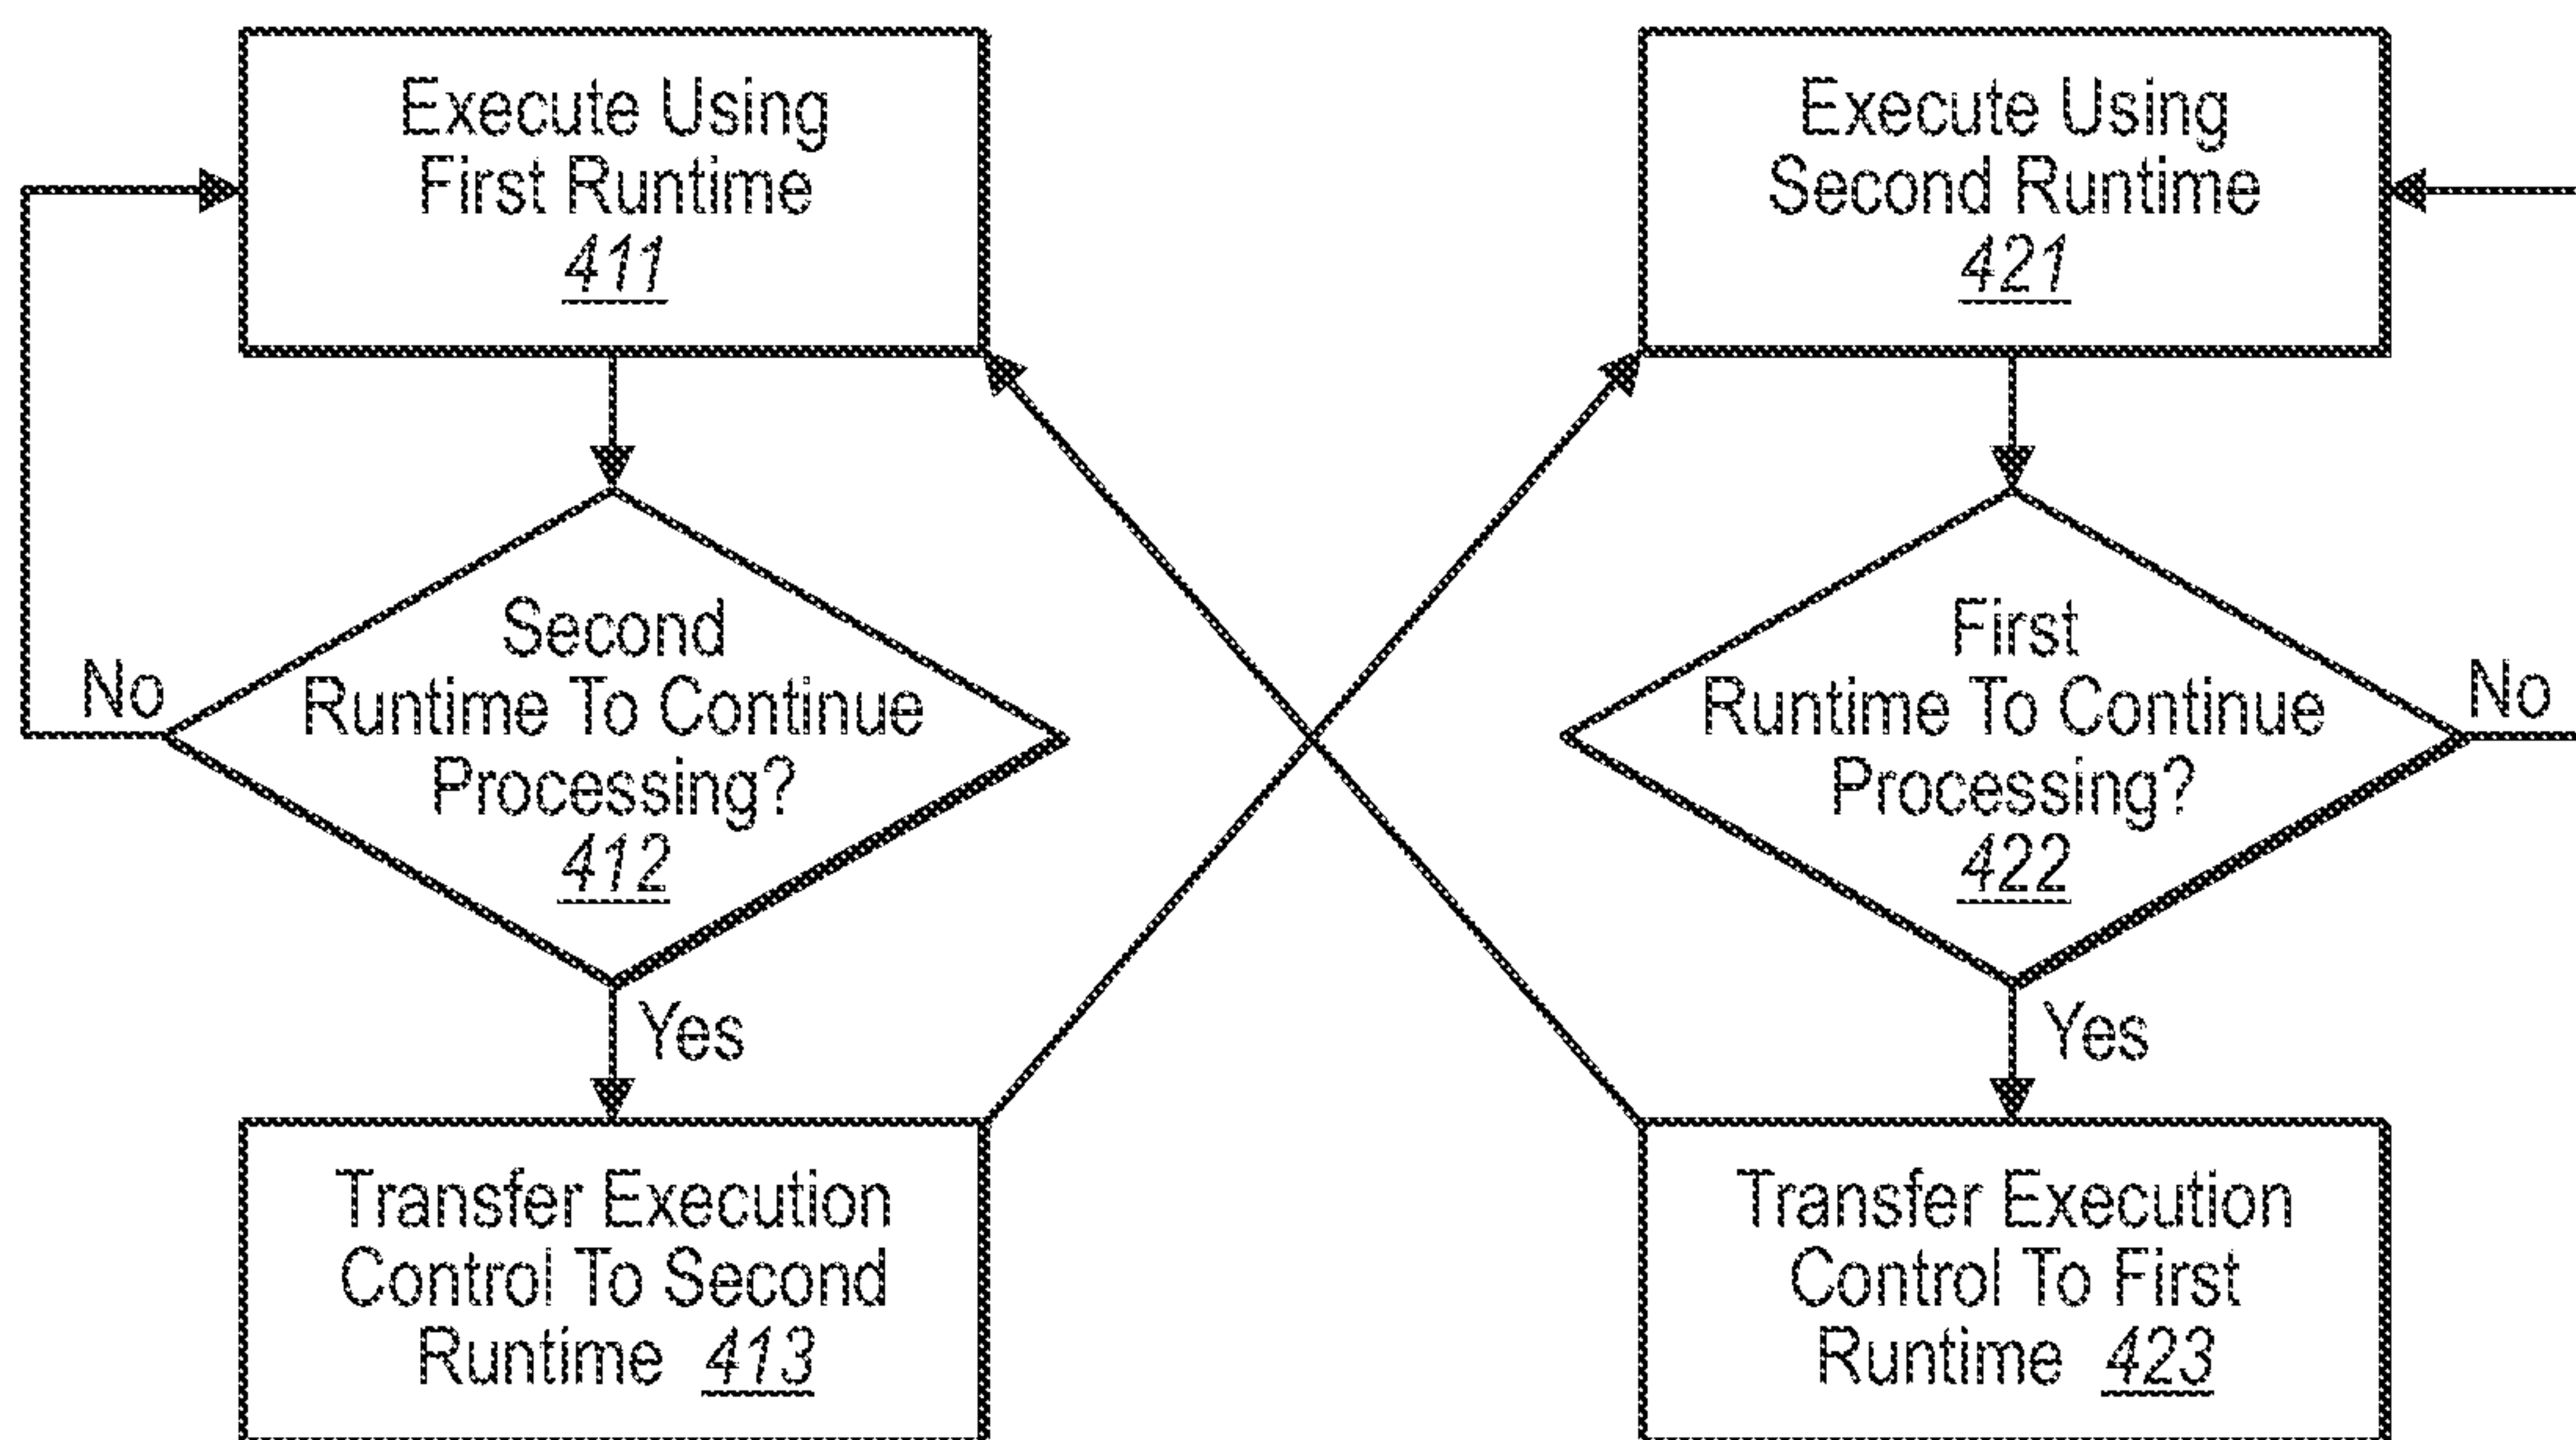 Execute Using
First Runtime
411
Second
Runtime To Continue
Processing?
412
No
Yes
Transfer Execution
Control To Second
Runtime 413
Execute Using
Second Runtime
421
First
Runtime To Continue
Processing?
422
No
Yes
Transfer Execution
Control To First
Runtime 423